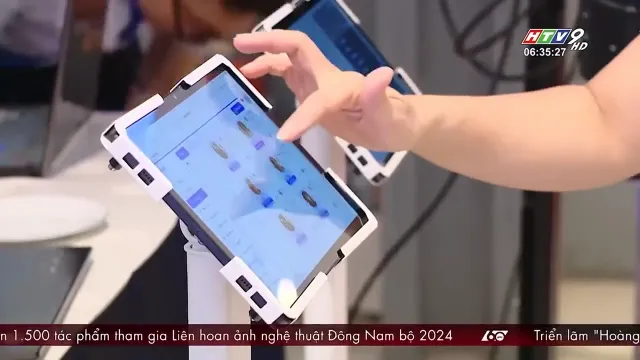 HTV9
HD
06:35:27
n 1.500 tác phẩm tham gia Liên hoan ảnh nghệ thuật Đông Nam bộ 2024
60
Triển lãm "Hoàng